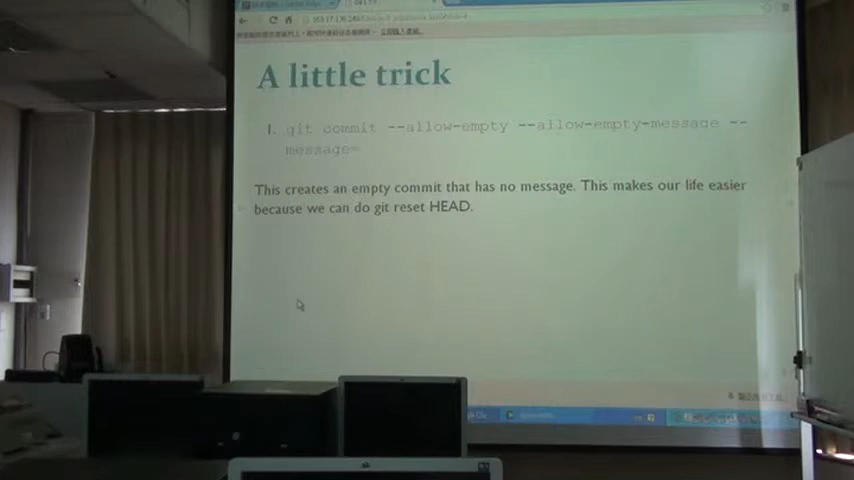 A little trick
1. git commit --allow-empty --allow-empty-message --
message=
This creates an empty commit that has no message. This makes our life easier
because we can do git reset HEAD.